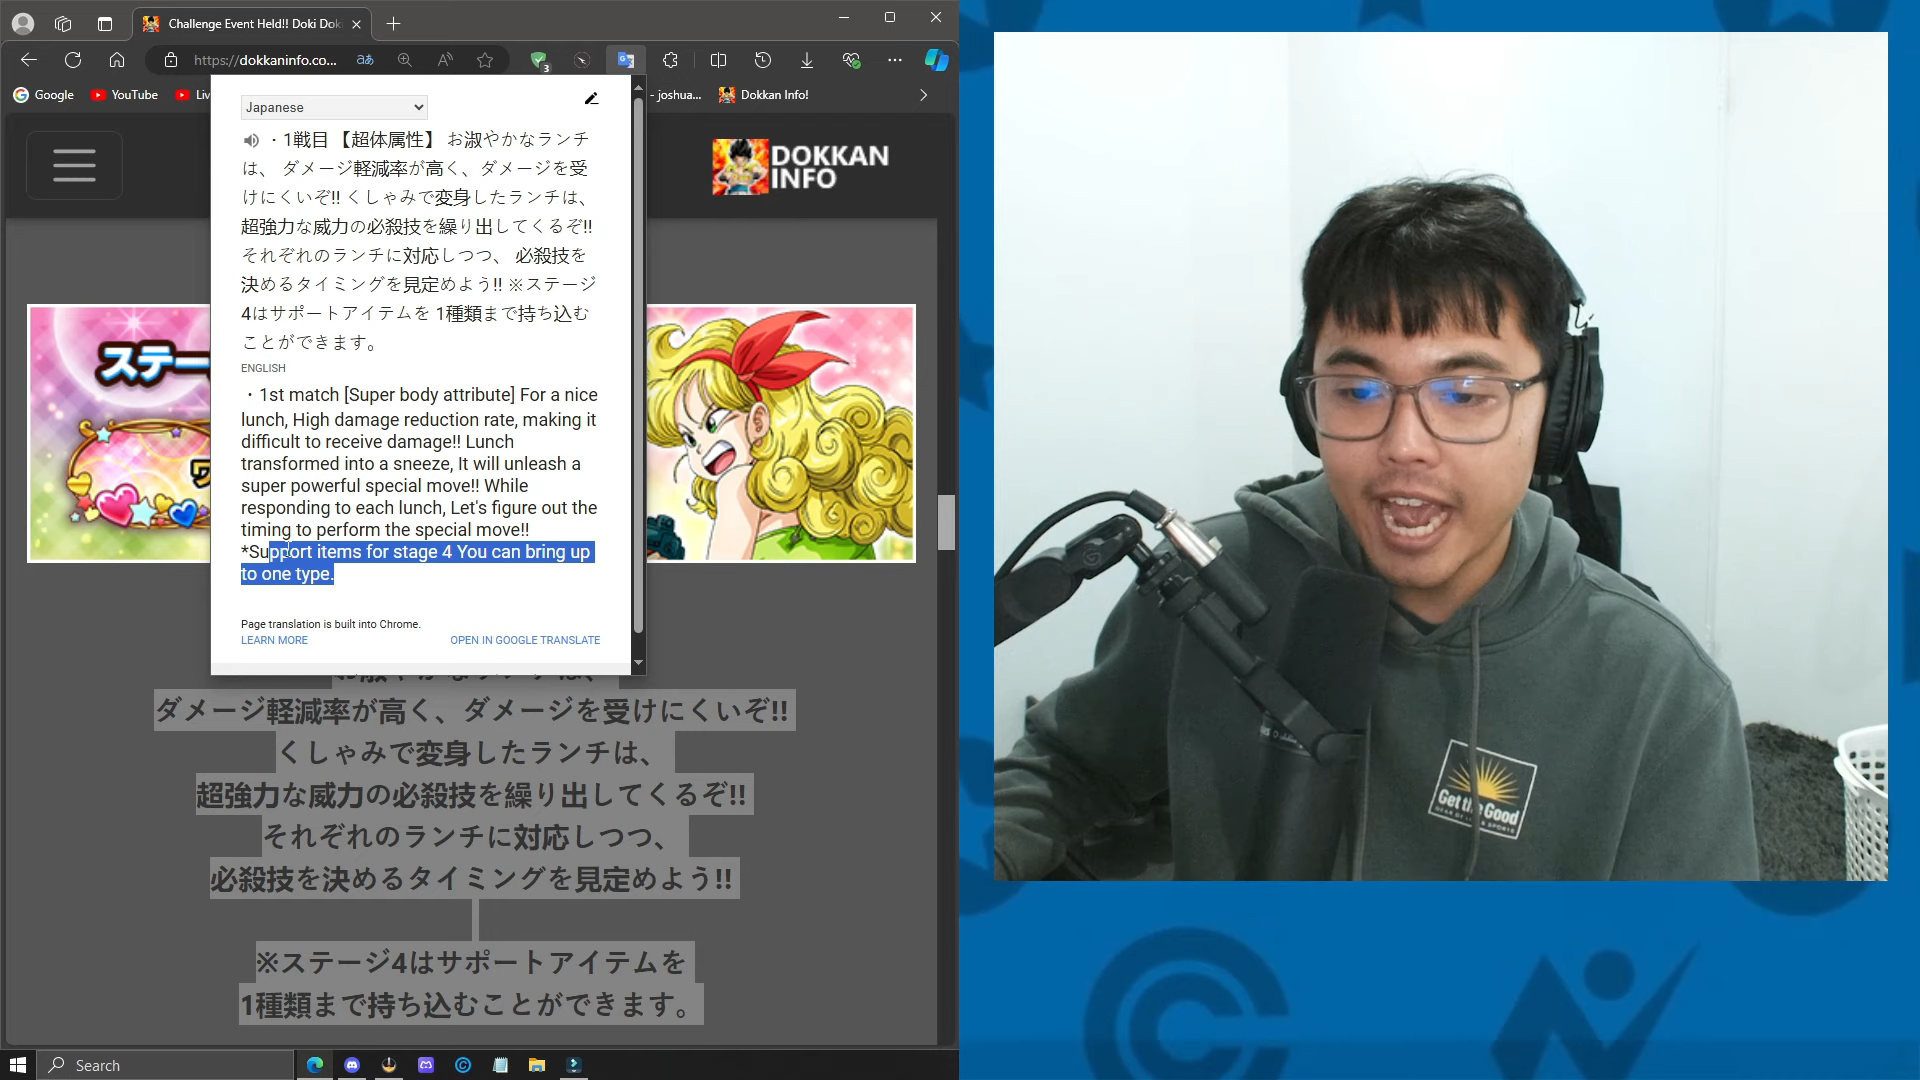 Challenge Event Held!! Doki Dok
https://dokkaninfo.co...
aあ
3
Google
YouTube
Liv
- joshua...
Dokkan Info!
DOKKAN
INFO
Japanese
・1戦目 【超体属性】 お淑やかなランチ
は、 ダメージ軽減率が高く、ダメージを受
けにくいぞ!! くしゃみで変身したランチは、
超強力な威力の必殺技を繰り出してくるぞ!!
それぞれのランチに対応しつつ、 必殺技を
決めるタイミングを見定めよう!! ※ステージ
4はサポートアイテムを 1種類まで持ち込む
ことができます。
ENGLISH
・1st match [Super body attribute] For a nice
lunch, High damage reduction rate, making it
difficult to receive damage!! Lunch
transformed into a sneeze, It will unleash a
super powerful special move!! While
responding to each lunch, Let's figure out the
timing to perform the special move!!
*Support items for stage 4 You can bring up
to one type.
Page translation is built into Chrome.
LEARN MORE
OPEN IN GOOGLE TRANSLATE
ステー
ダメージ軽減率が高く、ダメージを受けにくいぞ!!
くしゃみで変身したランチは、
超強力な威力の必殺技を繰り出してくるぞ!!
それぞれのランチに対応しつつ、
必殺技を決めるタイミングを見定めよう!!
※ステージ4はサポートアイテムを
1種類まで持ち込むことができます。
Search
Get the Good